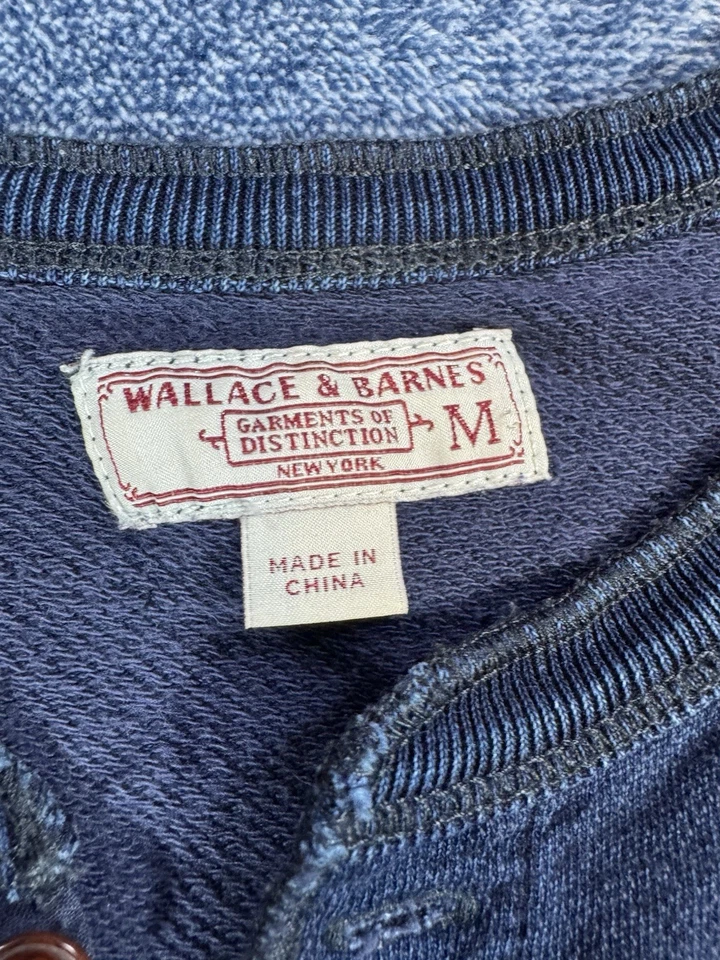 WALLACE & BARNES
GARMENTS OF
DISTINCTION
M
NEW YORK
MADE IN
CHINA